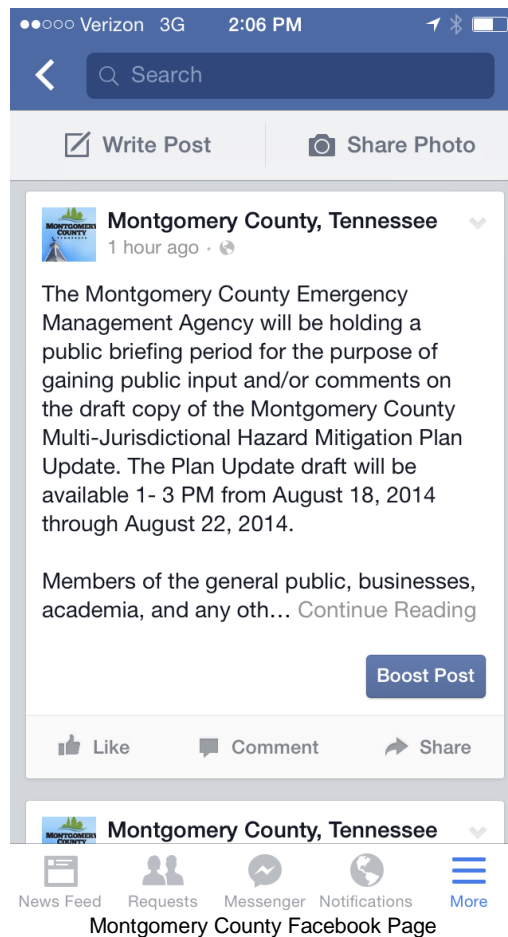 Verizon 3G 2:06 PM
Search
Write Post Share Photo
MONTGOMERY
COUNTY
TENNESSEE
Montgomery County, Tennessee
1 hour ago ·
The Montgomery County Emergency
Management Agency will be holding a
public briefing period for the purpose of
gaining public input and/or comments on
the draft copy of the Montgomery County
Multi-Jurisdictional Hazard Mitigation Plan
Update. The Plan Update draft will be
available 1- 3 PM from August 18, 2014
through August 22, 2014.
Members of the general public, businesses,
academia, and any oth… Continue Reading
Boost Post
Like Comment Share
MONTGOMERY
COUNTY
Montgomery County, Tennessee
News Feed Requests Messenger Notifications More
Montgomery County Facebook Page